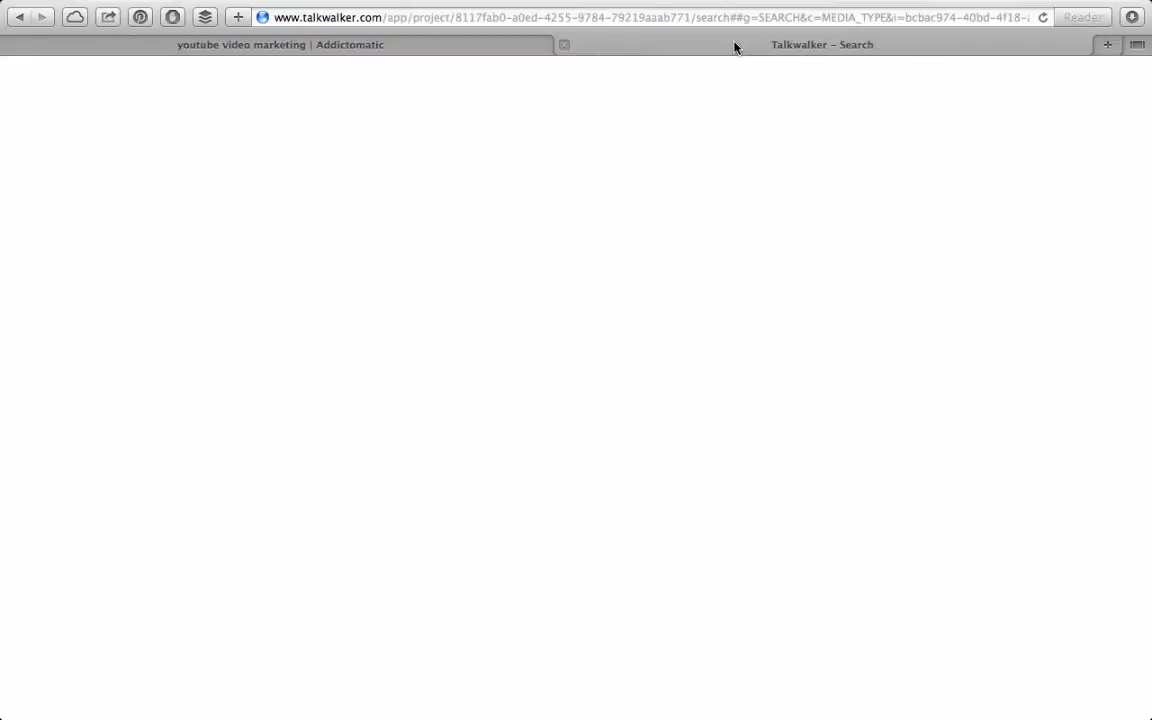 www.talkwalker.com/app/project/8117fab0-a0ed-4255-9784-79219aaab771/search##g=SEARCH&c=MEDIA_TYPE&i=bcbac974-40bd-4f18- Reader
youtube video marketing | Addictomatic Talkwalker – Search